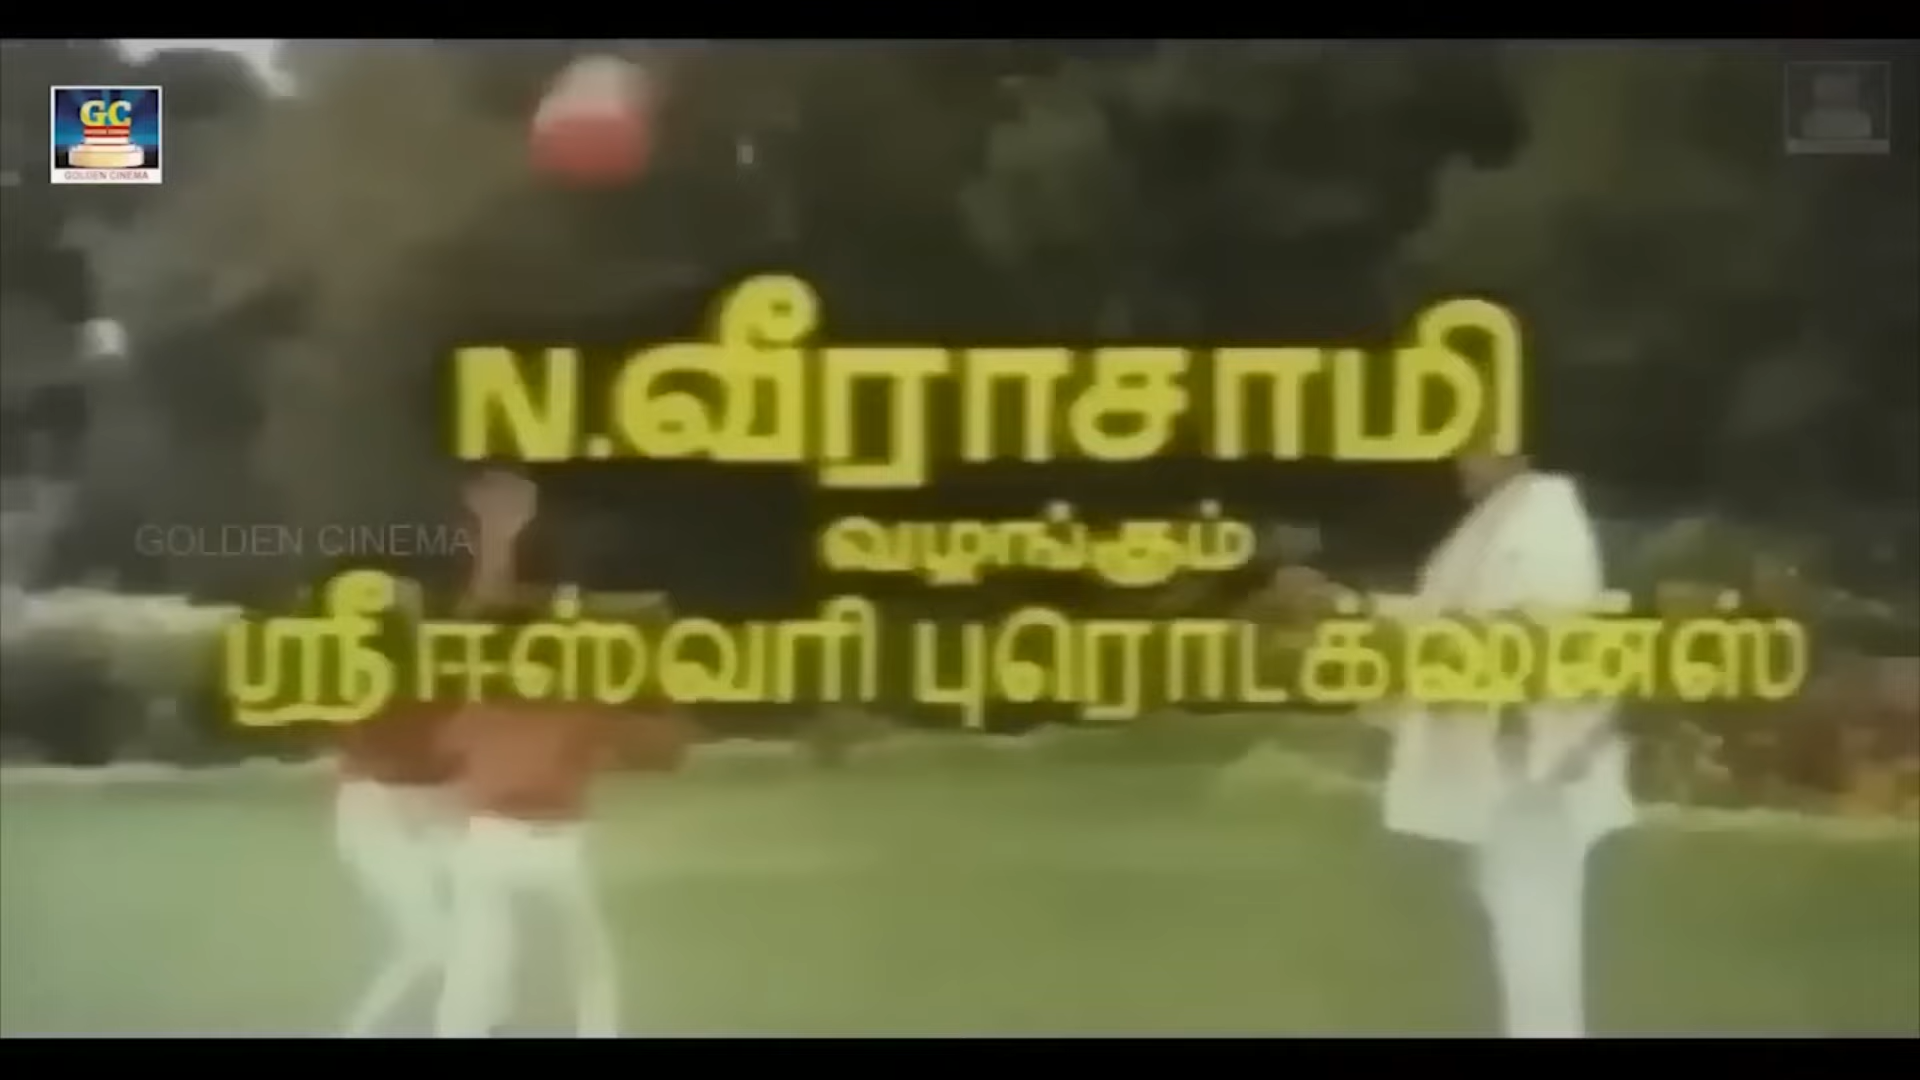 GC
GOLDEN CINEMA
N.வீராசாமி
வழங்கும்
GOLDEN CINEMA
ஸ்ரீ ஈஸ்வரி புரொடக்‌ஷன்ஸ்